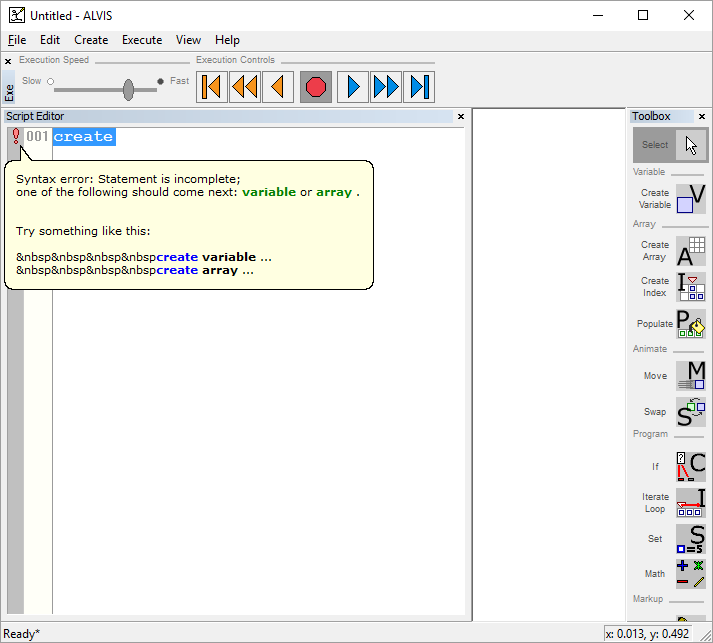 Untitled - ALVIS
File Edit Create Execute View Help
Execution Speed Execution Controls
Exe
Slow Fast
Script Editor
001 create
Syntax error: Statement is incomplete;
one of the following should come next: variable or array .
Try something like this:
&nbsp&nbsp&nbsp&nbspcreate variable ...
&nbsp&nbsp&nbsp&nbspcreate array ...
Toolbox
Select
Variable
Create
Variable
V
Array
Create
Array
A
Create
Index
I
Populate
P
Animate
Move
M
Swap
S
Program
If
?
C
Iterate
Loop
I
Set
S
=5
Math
Markup
Ready*
x: 0.013, y: 0.492